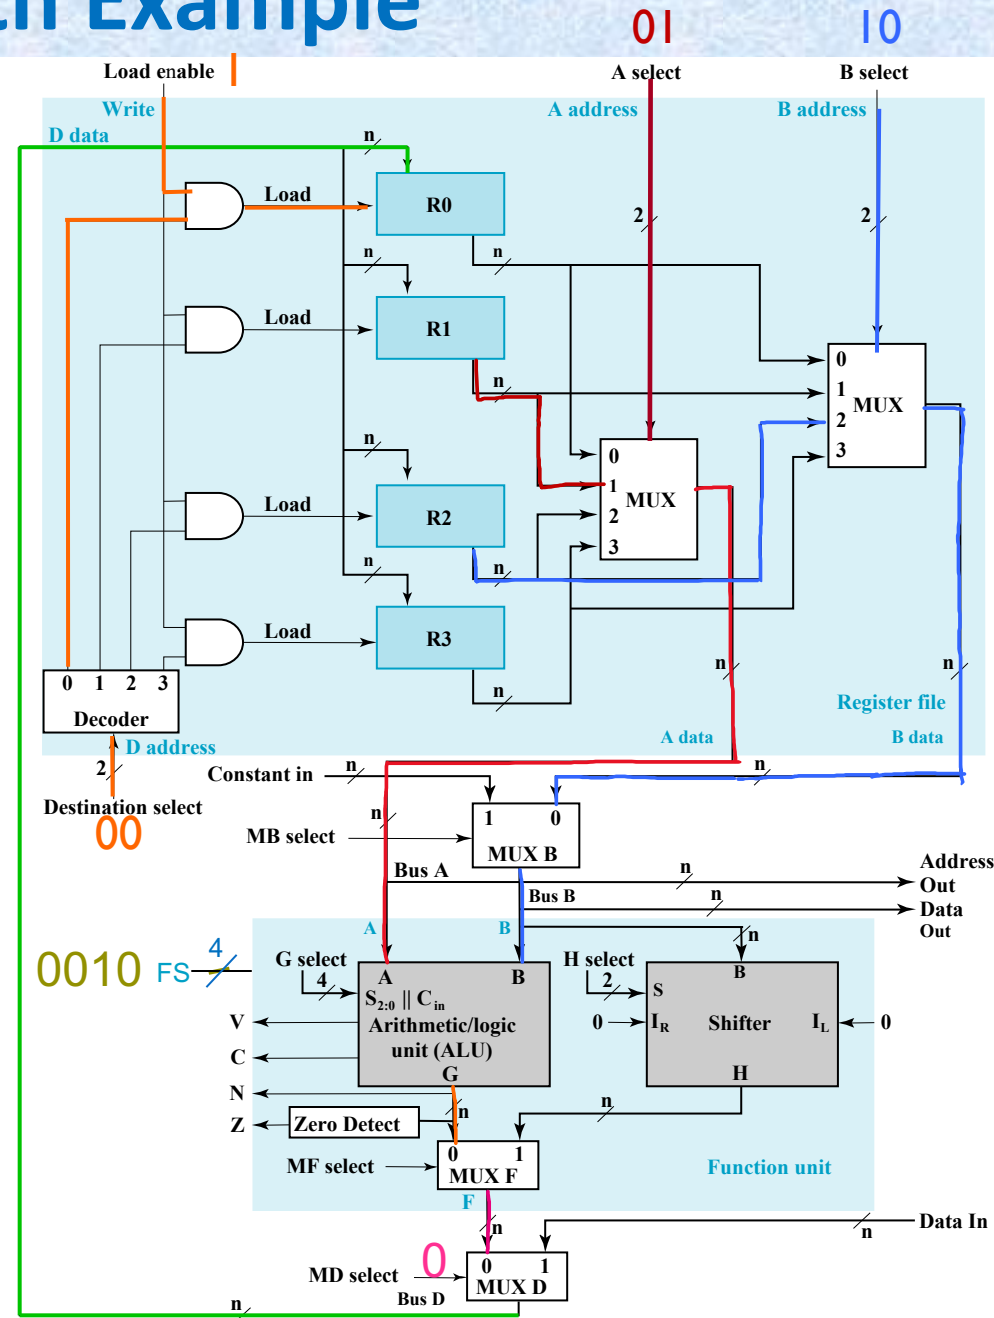 th Example
01
10
Load enable
1
A select
B select
Write
A address
B address
D data
n
Load
R0
2
2
n
n
Load
R1
0
1
2
3
MUX
n
n
0
1
2
3
MUX
Load
R2
n
n
Load
R3
n
n
n
0 1 2 3
Decoder
Register file
D address
A data
B data
2
Constant in
n
n
Destination select
00
n
1 0
MB select
MUX B
Address
Out
Bus A
n
Bus B
n
Data
Out
A
B
n
0010 FS
4
G select
4
A
B
H select
2
B
S
S2:0 || Cin
Arithmetic/logic
unit (ALU)
G
0
IR
Shifter
IL
0
H
V
C
N
Z
Zero Detect
n
n
0 1
MF select
MUX F
Function unit
F
n
Data In
n
0
0 1
MD select
MUX D
Bus D
n